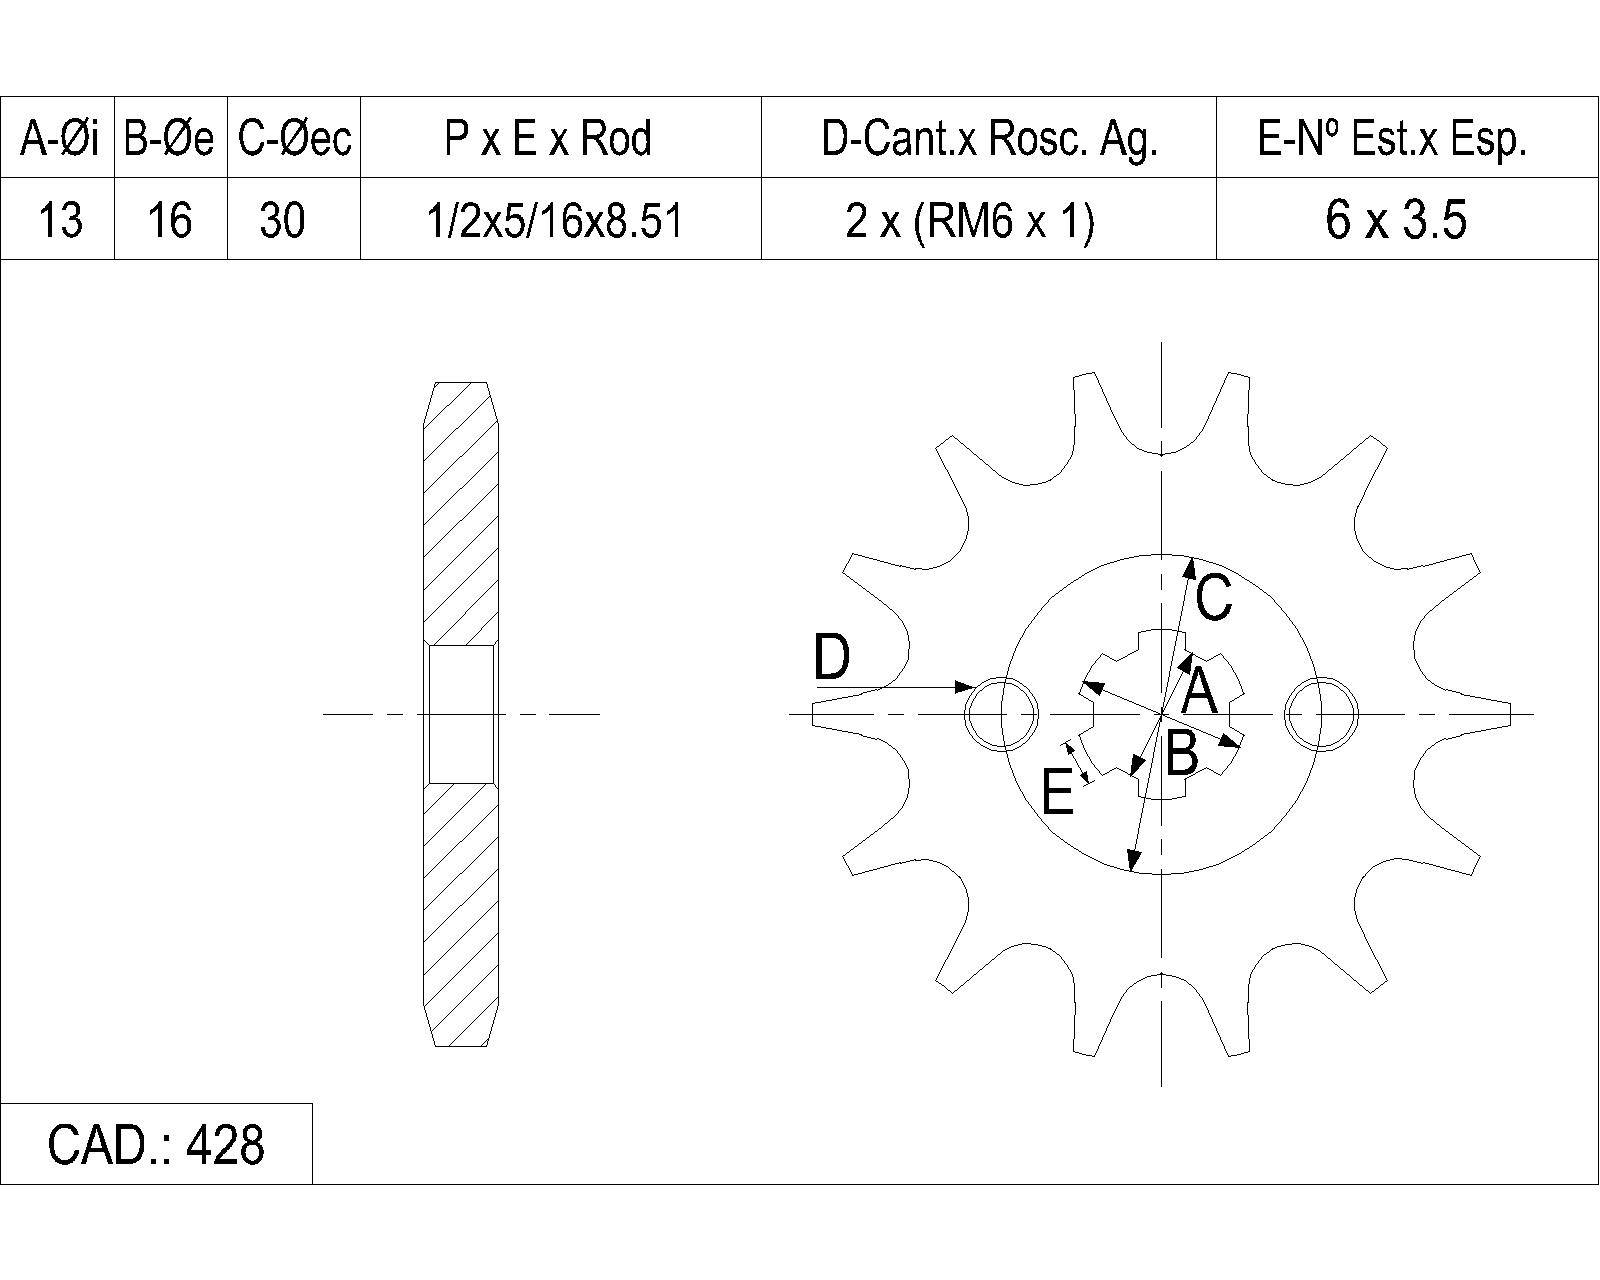 A-Øi B-Øe C-Øec P x E x Rod D-Cant.x Rosc. Ag. E-Nº Est.x Esp.
13 16 30 1/2x5/16x8.51 2 x (RM6 x 1) 6 x 3.5
C
D
A
B
E
CAD.: 428